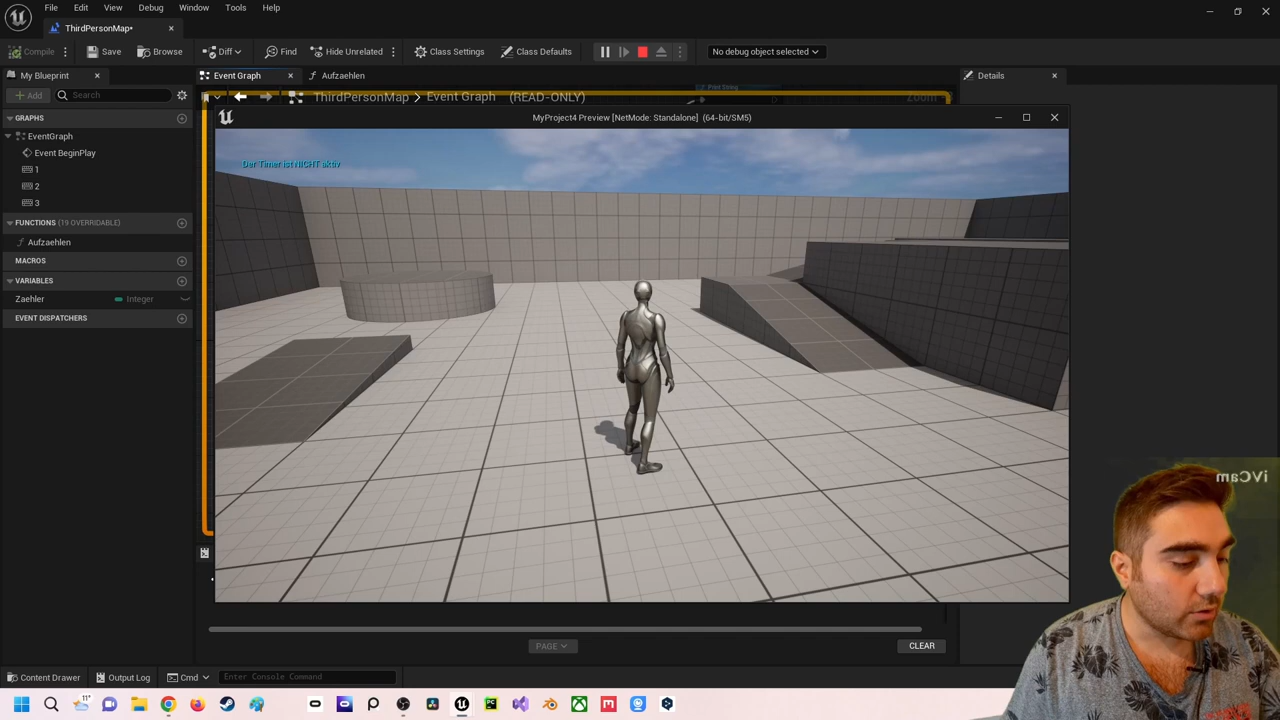 File Edit View Debug Window Tools Help
ThirdPersonMap*
Compile Save Browse Diff Find Hide Unrelated Class Settings Class Defaults No debug object selected
My Blueprint Event Graph Aufzaehlen Details
Add Search ThirdPersonMap > Event Graph (READ-ONLY) Zoom
Print String
GRAPHS
EventGraph
Event BeginPlay
1
2
3
FUNCTIONS (19 OVERRIDABLE)
Aufzaehlen
MACROS
VARIABLES
Zaehler Integer
EVENT DISPATCHERS
MyProject4 Preview [NetMode: Standalone] (64-bit/SM5)
Der Timer ist NICHT aktiv
iVCam
PAGE CLEAR
Content Drawer Output Log Cmd Enter Console Command
11°